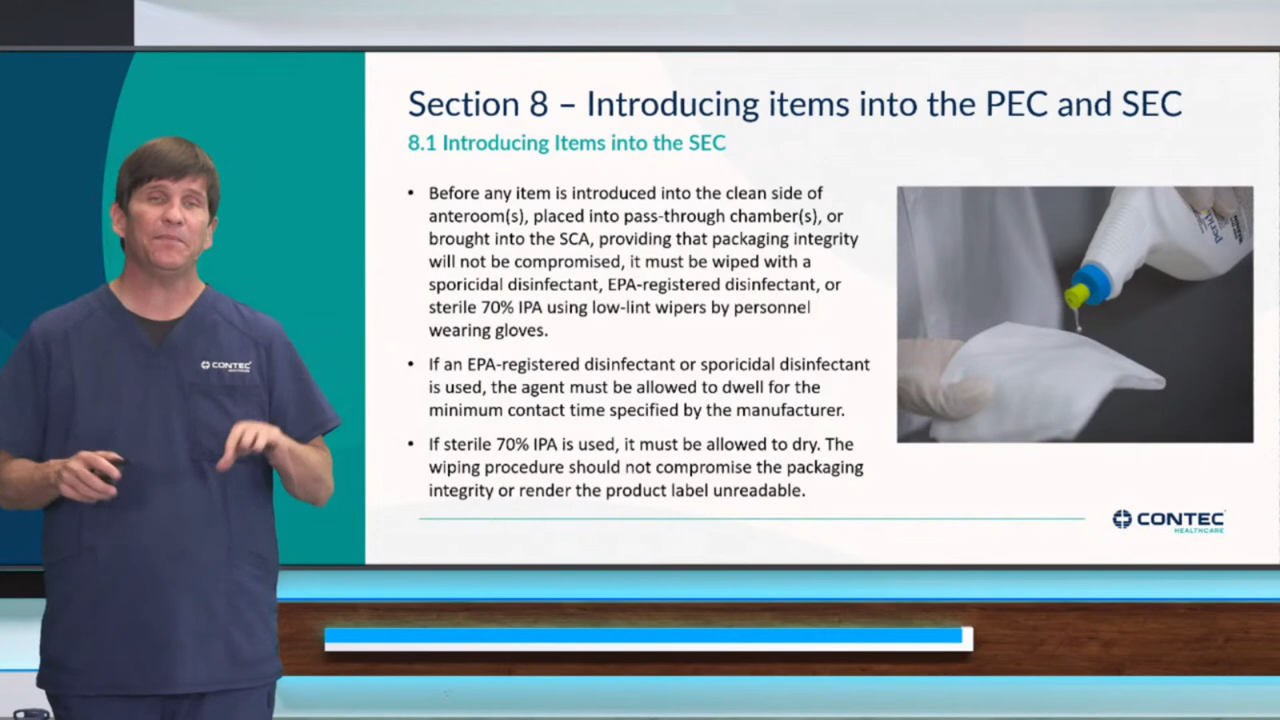 Section 8 – Introducing items into the PEC and SEC
8.1 Introducing Items into the SEC
• Before any item is introduced into the clean side of
anteroom(s), placed into pass-through chamber(s), or
brought into the SCA, providing that packaging integrity
will not be compromised, it must be wiped with a
sporicidal disinfectant, EPA-registered disinfectant, or
sterile 70% IPA using low-lint wipers by personnel
wearing gloves.
• If an EPA-registered disinfectant or sporicidal disinfectant
is used, the agent must be allowed to dwell for the
minimum contact time specified by the manufacturer.
• If sterile 70% IPA is used, it must be allowed to dry. The
wiping procedure should not compromise the packaging
integrity or render the product label unreadable.
CONTEC
HEALTHCARE
CONTEC
HEALTHCARE